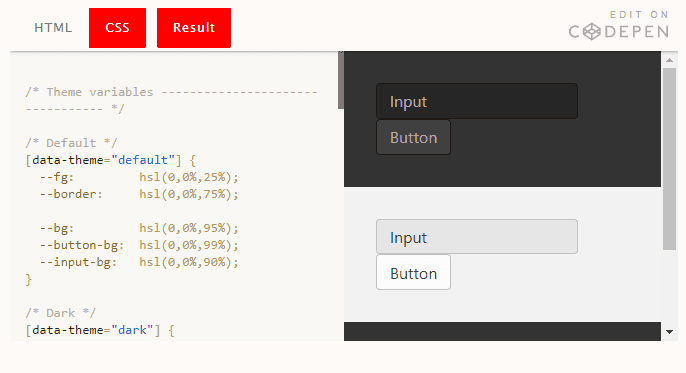 HTML CSS Result
EDIT ON
CODEPEN
/* Theme variables ----------------------
----------- */
/* Default */
[data-theme="default"] {
--fg: hsl(0,0%,25%);
--border: hsl(0,0%,75%);
--bg: hsl(0,0%,95%);
--button-bg: hsl(0,0%,99%);
--input-bg: hsl(0,0%,90%);
}
/* Dark */
[data-theme="dark"] {
Input
Button
Input
Button